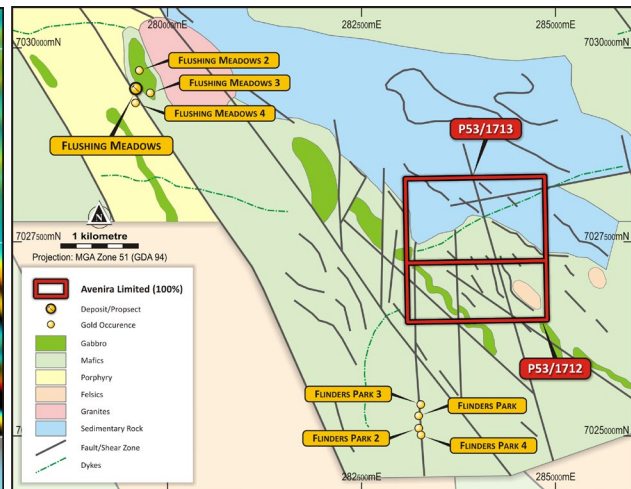 280000mE
282500mE
285000mE
7030000mN
7030000mN
FLUSHING MEADOWS 2
FLUSHING MEADOWS 3
FLUSHING MEADOWS 4
FLUSHING MEADOWS
P53/1713
7027500mN
7027500mN
N
1 kilometre
Projection: MGA Zone 51 (GDA 94)
Avenira Limited (100%)
Deposit/Propsect
Gold Occurence
Gabbro
Mafics
Porphyry
Felsics
Granites
Sedimentary Rock
Fault/Shear Zone
Dykes
P53/1712
FLINDERS PARK 3
FLINDERS PARK
FLINDERS PARK 2
FLINDERS PARK 4
7025000mN
282500mE
285000mE